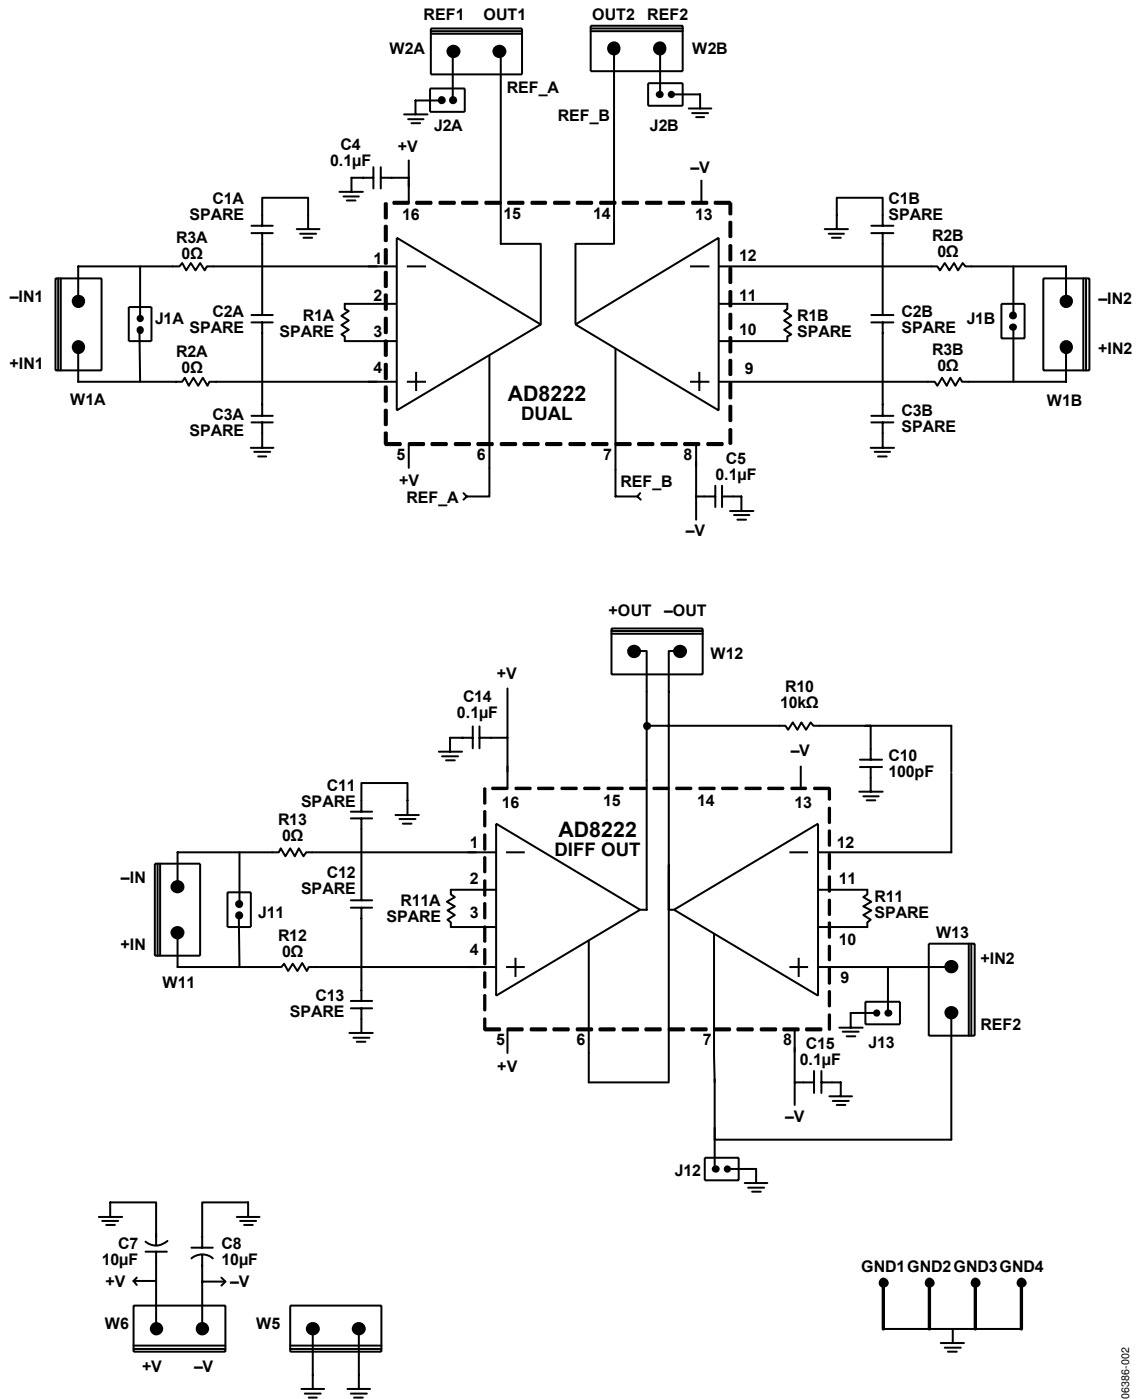 REF1 OUT1 OUT2 REF2
W2A W2B
REF_A
REF_B
J2A J2B
C4
0.1µF
+V
–V
C1A
SPARE
C1B
SPARE
16 15 14 13
R3A
0Ω
R2B
0Ω
1 12
–IN1 –IN2
2 11
J1A
C2A
SPARE
R1A
SPARE
R1B
SPARE
C2B
SPARE
J1B
3 10
+IN1 +IN2
R2A
0Ω
R3B
0Ω
4 9
W1A W1B
AD8222
DUAL
C3A
SPARE
C3B
SPARE
5 6 7 8
+V
REF_A
REF_B
C5
0.1µF
–V
+OUT –OUT
W12
+V
C14
0.1µF
R10
10kΩ
–V
C10
100pF
C11
SPARE
16 15 14 13
R13
0Ω
AD8222
DIFF OUT
1 12
–IN
C12
SPARE
2 11
J11
R11A
SPARE
R11
SPARE
3 10
+IN
R12
0Ω
4 9
W13
+IN2
W11
C13
SPARE
REF2
J13
5 6 7 8
+V
C15
0.1µF
–V
J12
C7
10µF
C8
10µF
+V –V
W6 W5
+V –V
GND1 GND2 GND3 GND4
06386-002